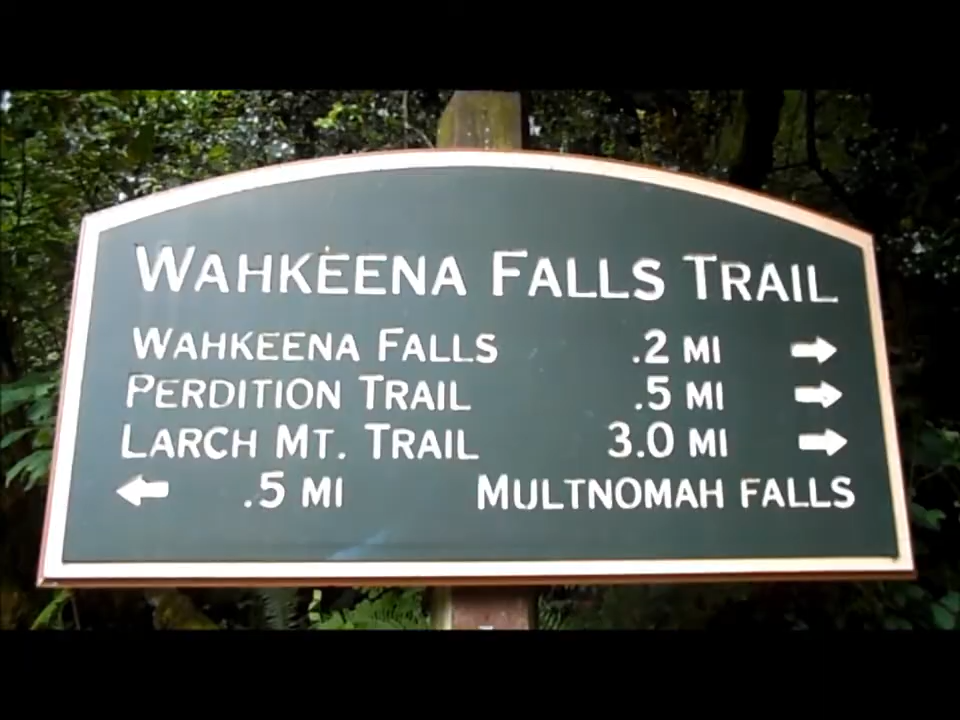 WAHKEENA FALLS TRAIL
WAHKEENA FALLS .2 MI →
PERDITION TRAIL .5 MI →
LARCH MT. TRAIL 3.0 MI →
← .5 MI MULTNOMAH FALLS